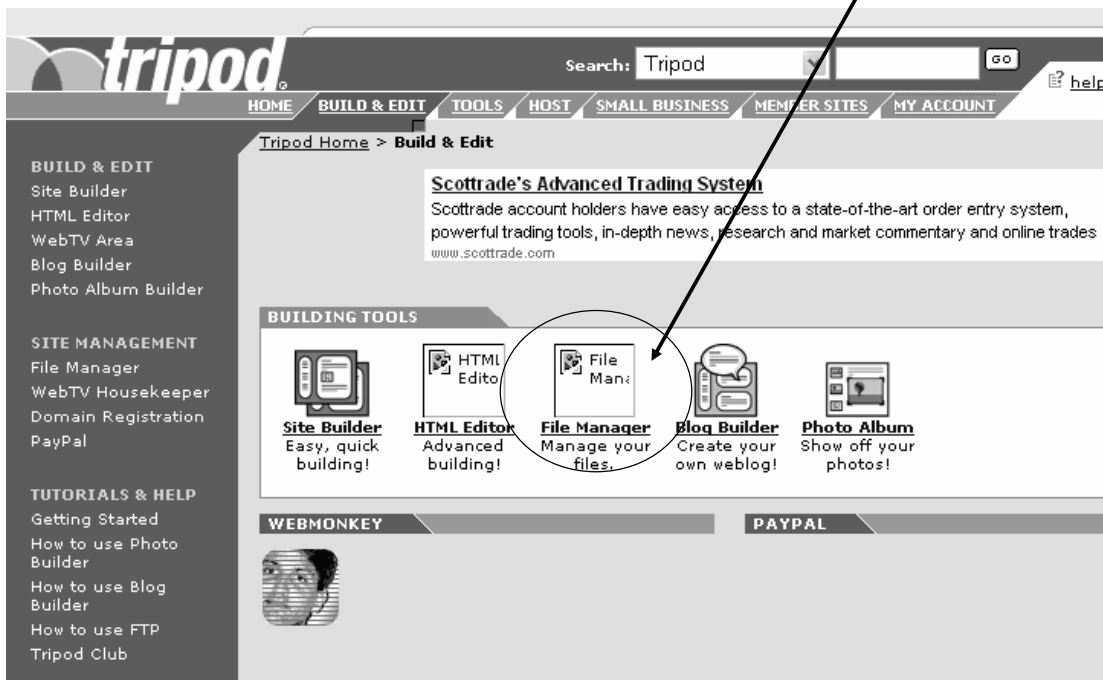 tripod
Search: Tripod GO
help
HOME BUILD & EDIT TOOLS HOST SMALL BUSINESS MEMBER SITES MY ACCOUNT
Tripod Home > Build & Edit
BUILD & EDIT
Site Builder
HTML Editor
WebTV Area
Blog Builder
Photo Album Builder
SITE MANAGEMENT
File Manager
WebTV Housekeeper
Domain Registration
PayPal
TUTORIALS & HELP
Getting Started
How to use Photo
Builder
How to use Blog
Builder
How to use FTP
Tripod Club
Scottrade's Advanced Trading System
Scottrade account holders have easy access to a state-of-the-art order entry system,
powerful trading tools, in-depth news, research and market commentary and online trades
www.scottrade.com
BUILDING TOOLS
HTML
Edito
File
Mana
Site Builder
Easy, quick
building!
HTML Editor
Advanced
building!
File Manager
Manage your
files.
Blog Builder
Create your
own weblog!
Photo Album
Show off your
photos!
WEBMONKEY
PAYPAL